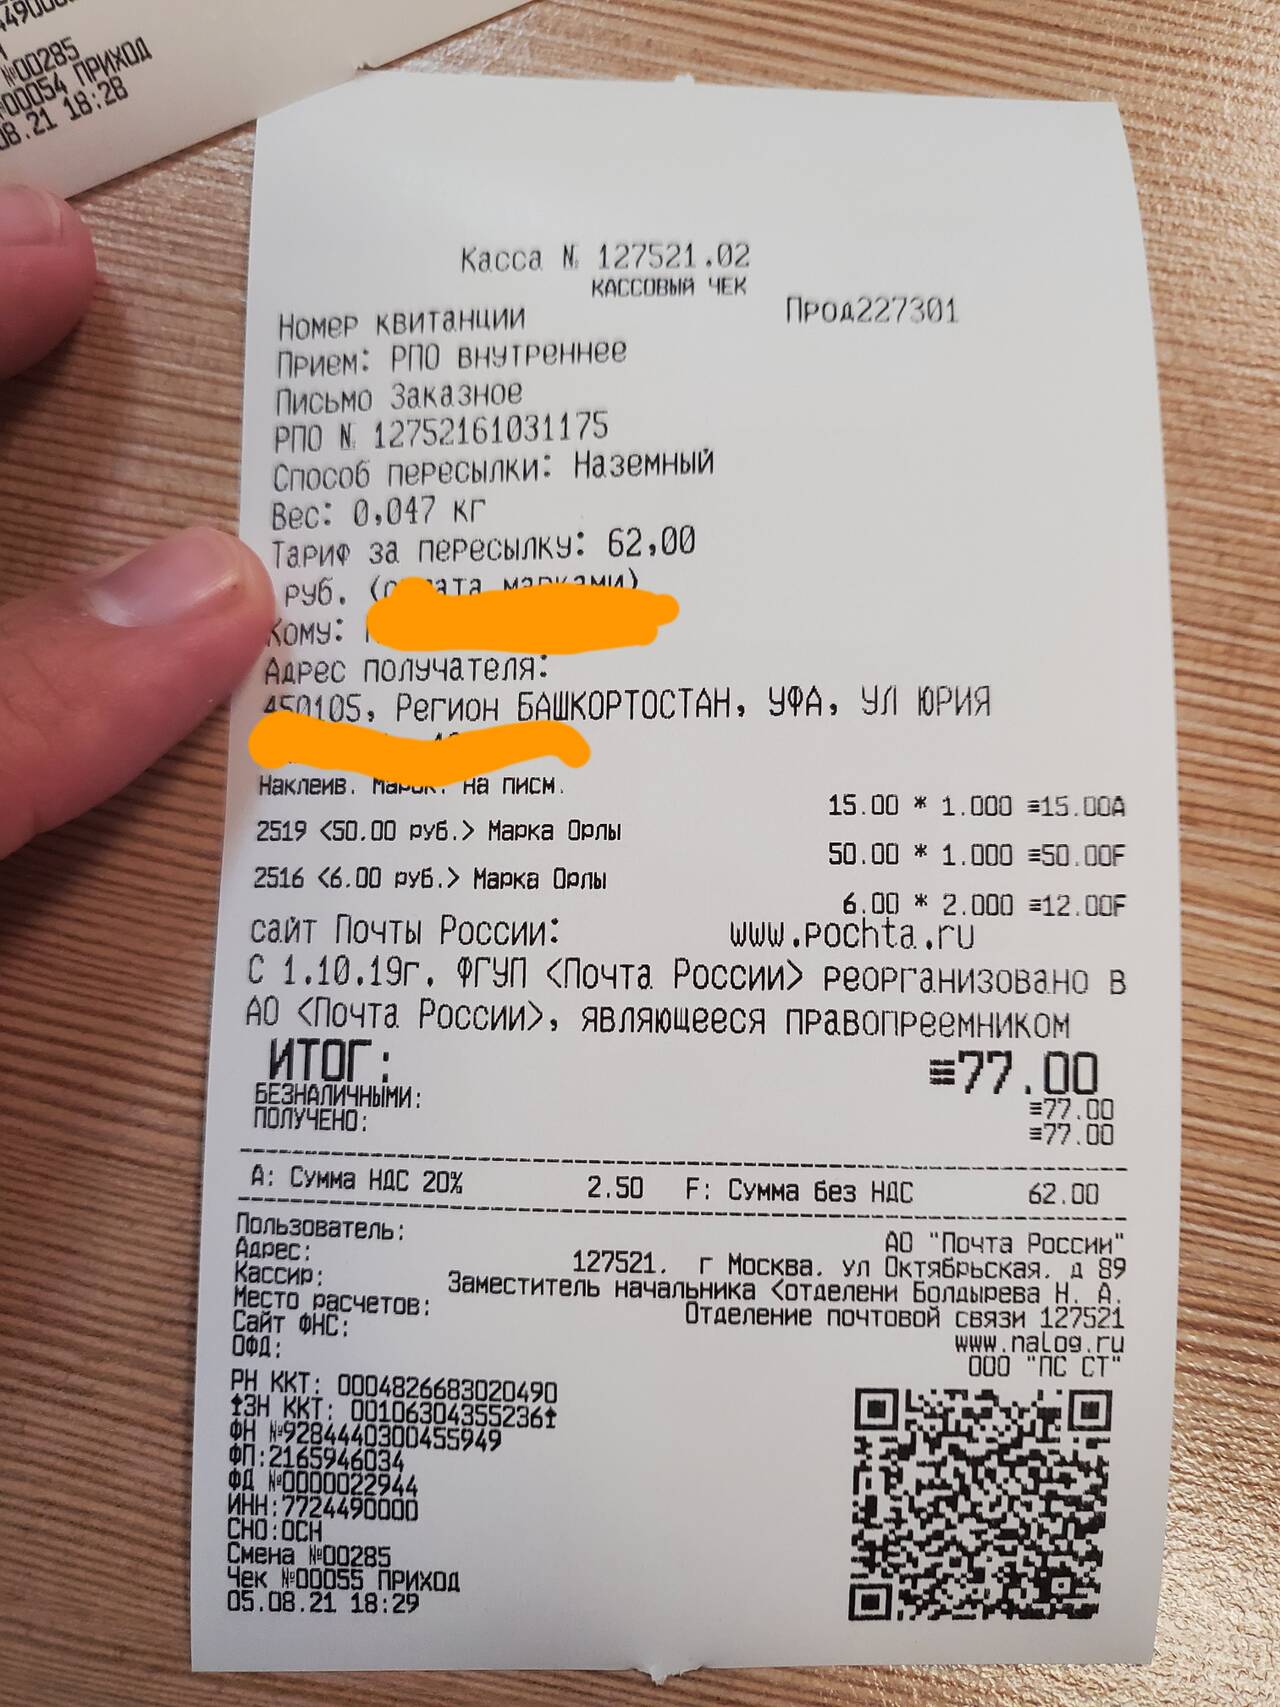 №00285
00054 ПРИХОД
08.21 18:28
Касса № 127521.02
КАССОВЫЙ ЧЕК
Номер квитанции Прод227301
Прием: РПО внутреннее
Письмо Заказное
РПО № 12752161031175
Способ пересылки: Наземный
Вес: 0,047 кг
Тариф за пересылку: 62,00
руб. марками)
Кому:
Адрес получателя:
450105, Регион БАШКОРТОСТАН, УФА, УЛ ЮРИЯ
Наклеив. марок. на писм.
15.00 * 1.000 ≡15.00А
2519 <50.00 руб.> Марка Орлы
50.00 * 1.000 ≡50.00F
2516 <6.00 руб.> Марка Орлы
6.00 * 2.000 ≡12.00F
сайт Почты России: www.pochta.ru
С 1.10.19г. ФГУП <Почта России> реорганизовано в
АО <Почта России>, являющееся правопреемником
ИТОГ: ≡77.00
БЕЗНАЛИЧНЫМИ: ≡77.00
ПОЛУЧЕНО: ≡77.00
А: Сумма НДС 20% 2.50 F: Сумма без НДС 62.00
Пользователь: АО "Почта России"
Адрес: 127521. г Москва. ул Октябрьская. д 89
Кассир: Заместитель начальника <отделени Болдырева Н. А.
Место расчетов: Отделение почтовой связи 127521
Сайт ФНС: www.nalog.ru
ОФД: ООО "ПС СТ"
РН ККТ: 0004826683020490
↑ЗН ККТ: 00106304355236↑
ФН №9284440300455949
ФП:2165946034
ФД №0000022944
ИНН:7724490000
СНО:ОСН
Смена №00285
Чек №00055 ПРИХОД
05.08.21 18:29